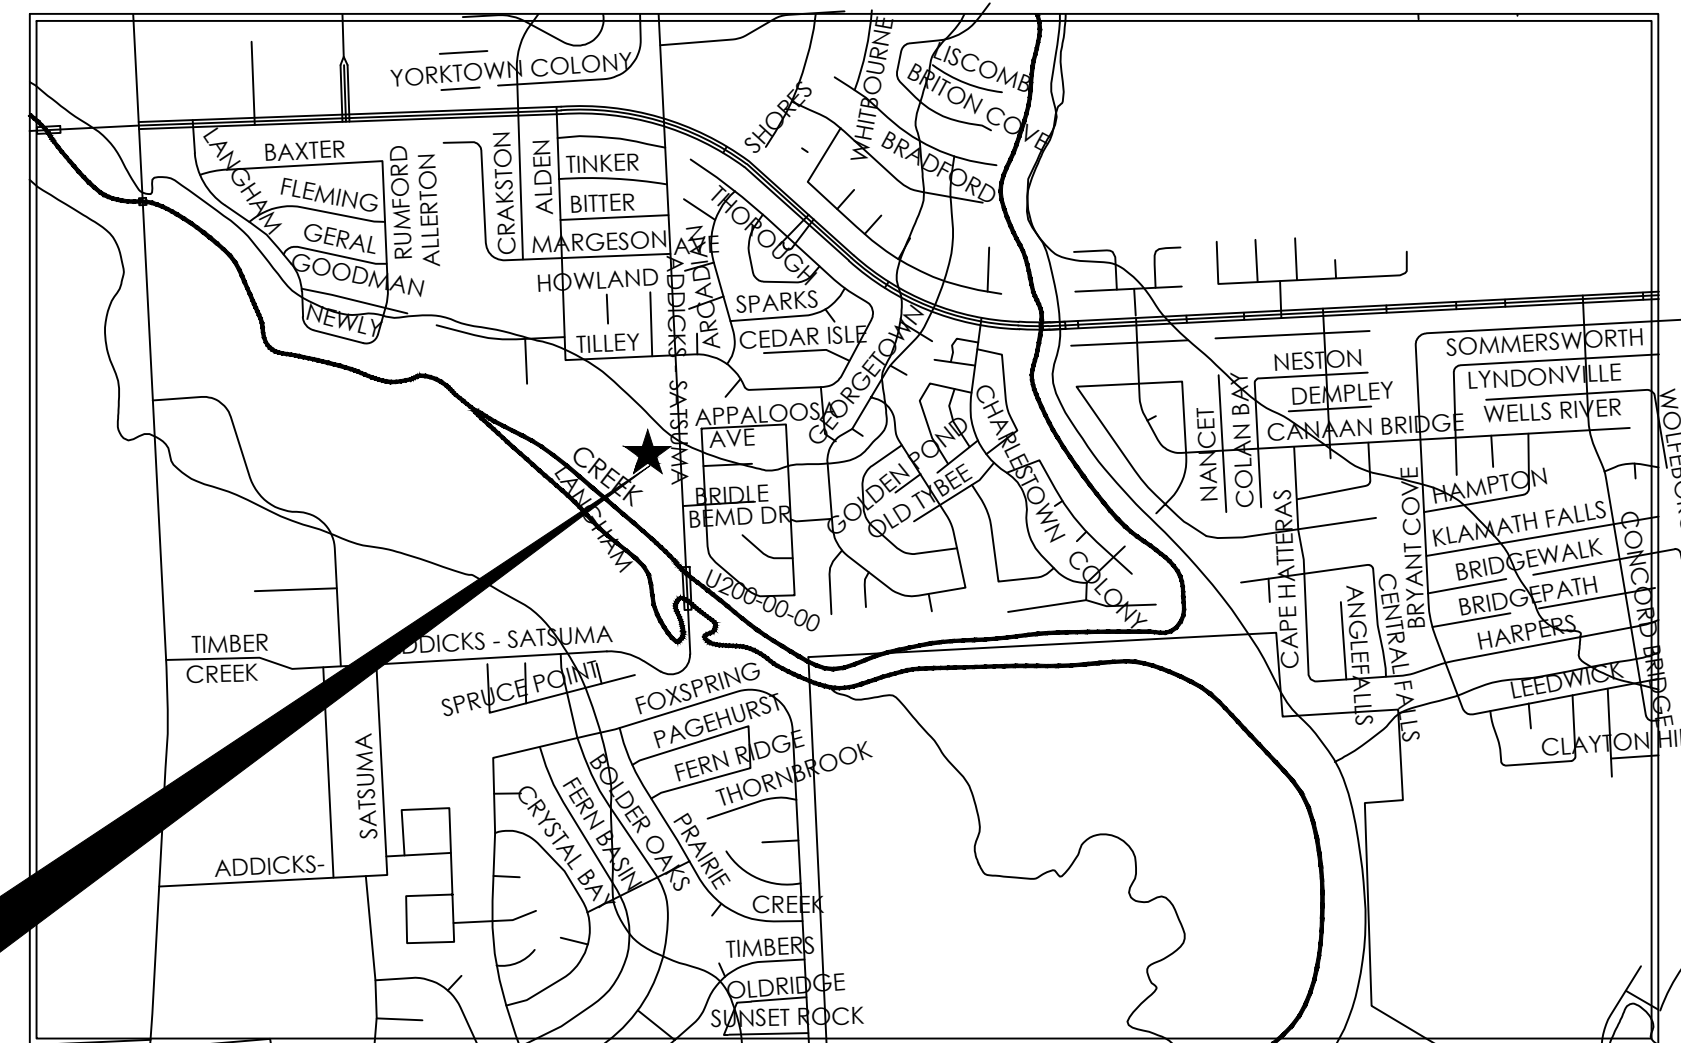 YORKTOWN COLONY
WHITBOURNE
LISCOMB
BRITON COVE
SHORES
BRADFORD
LANGHAM
BAXTER
FLEMING
GERAL
GOODMAN
NEWLY
RUMFORD
ALLERTON
CRAKSTON
ALDEN
TINKER
BITTER
MARGESON AVE
HOWLAND
TILLEY
ADDICKS SATSUMA
ARCADIAN
THOROUGH
SPARKS
CEDAR ISLE
GEORGETOWN
APPALOOSA
AVE
BRIDLE
BEMD DR
GOLDEN POND
OLD TYBEE
CHARLESTOWN COLONY
CREEK
LANGHAM
U200-00-00
NESTON
DEMPLEY
CANAAN BRIDGE
NANCET
COLAN BAY
SOMMERSWORTH
LYNDONVILLE
WELLS RIVER
HAMPTON
KLAMATH FALLS
BRIDGEWALK
BRIDGEPATH
HARPERS
LEEDWICK
CLAYTON
CAPE HATTERAS
ANGLEFALLS
CENTRAL FALLS
BRYANT COVE
CONCORD BRIDGE
TIMBER
CREEK
DDICKS - SATSUMA
SPRUCE POINT
FOXSPRING
PAGEHURST
FERN RIDGE
THORNBROOK
BOLDER OAKS
FERN BASIN
CRYSTAL BAY
PRAIRIE
CREEK
SATSUMA
ADDICKS-
TIMBERS
OLDRIDGE
SUNSET ROCK